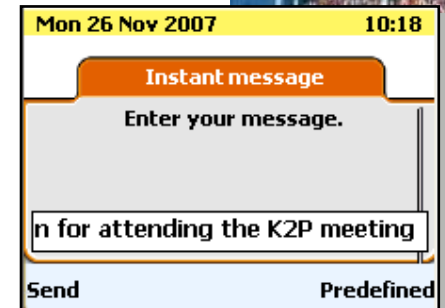 Mon 26 Nov 2007 10:18
Instant message
Enter your message.
n for attending the K2P meeting
Send Predefined